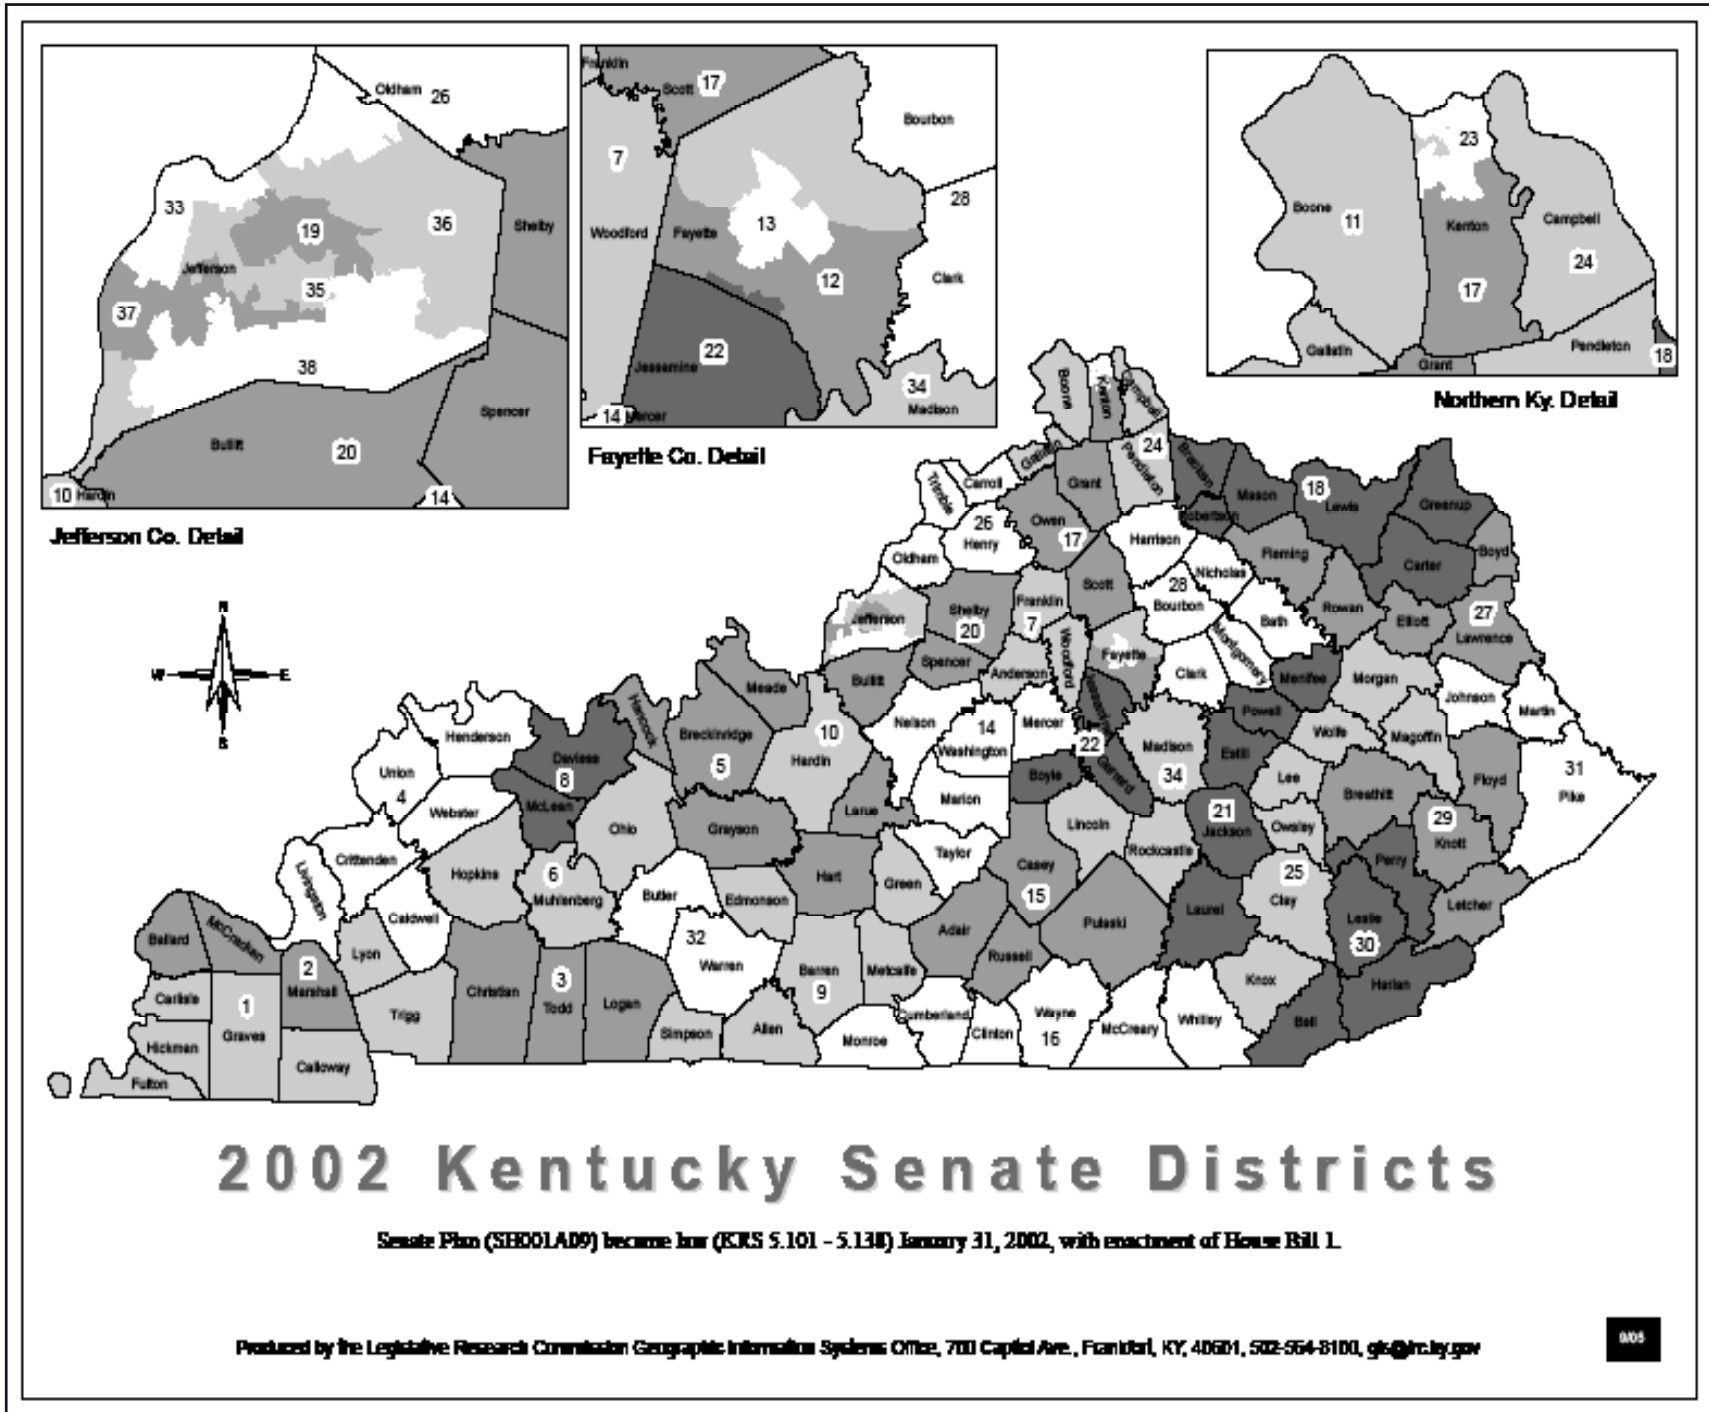 Oldham 26
33
19
36
Shelby
Jefferson
35
37
38
Spencer
Bullitt
20
10 Hardin
14
Jefferson Co. Detail
Franklin
Scott 17
Bourbon
7
28
Woodford
Fayette
13
12
Clark
22
Jessamine
34
14 Mercer
Madison
Fayette Co. Detail
23
Boone
11
Kenton
Campbell
24
17
Gallatin
Pendleton
18
Grant
Northern Ky. Detail
N
W E
S
Boone
Kenton
Campbell
24
Gallatin
Pendleton
Bracken
Trimble
Carroll
Grant
Mason
18
Lewis
Greenup
Robertson
26
Henry
Owen
17
Harrison
Fleming
Boyd
Oldham
Carter
Nicholas
Scott
28
Bourbon
Jefferson
Shelby
20
Franklin
7
Bath
Rowan
Elliott
27
Lawrence
Woodford
Fayette
Montgomery
Bullitt
Spencer
Anderson
Clark
Menifee
Morgan
Johnson
Martin
Meade
Jessamine
Hancock
Nelson
14
Washington
Mercer
Powell
Henderson
Breckinridge
5
10
Hardin
22
Madison
34
Estill
Wolfe
Magoffin
Union
4
Daviess
8
Boyle
Garrard
Lee
Floyd
31
Pike
Webster
McLean
Larue
Marion
Breathitt
Ohio
Grayson
Lincoln
21
Jackson
Owsley
29
Knott
Crittenden
Taylor
Rockcastle
Perry
Livingston
Hopkins
6
Muhlenberg
Hart
Green
Casey
15
25
Clay
Butler
Edmonson
Laurel
Leslie
30
Letcher
Ballard
McCracken
Caldwell
Lyon
32
Warren
Adair
Pulaski
2
Marshall
Russell
Carlisle
1
Graves
Christian
3
Todd
Logan
Barren
9
Metcalfe
Knox
Harlan
Hickman
Trigg
Simpson
Allen
Monroe
Cumberland
Clinton
Wayne
16
McCreary
Whitley
Bell
Fulton
Calloway
2002 Kentucky Senate Districts
Senate Plan (SH001A09) became law (KRS 5.101 - 5.138) January 31, 2002, with enactment of House Bill 1.
Produced by the Legislative Research Commission Geographic Information Systems Office, 700 Capitol Ave., Frankfort, KY, 40601, 502-564-8100, gis@lrc.ky.gov
9/05